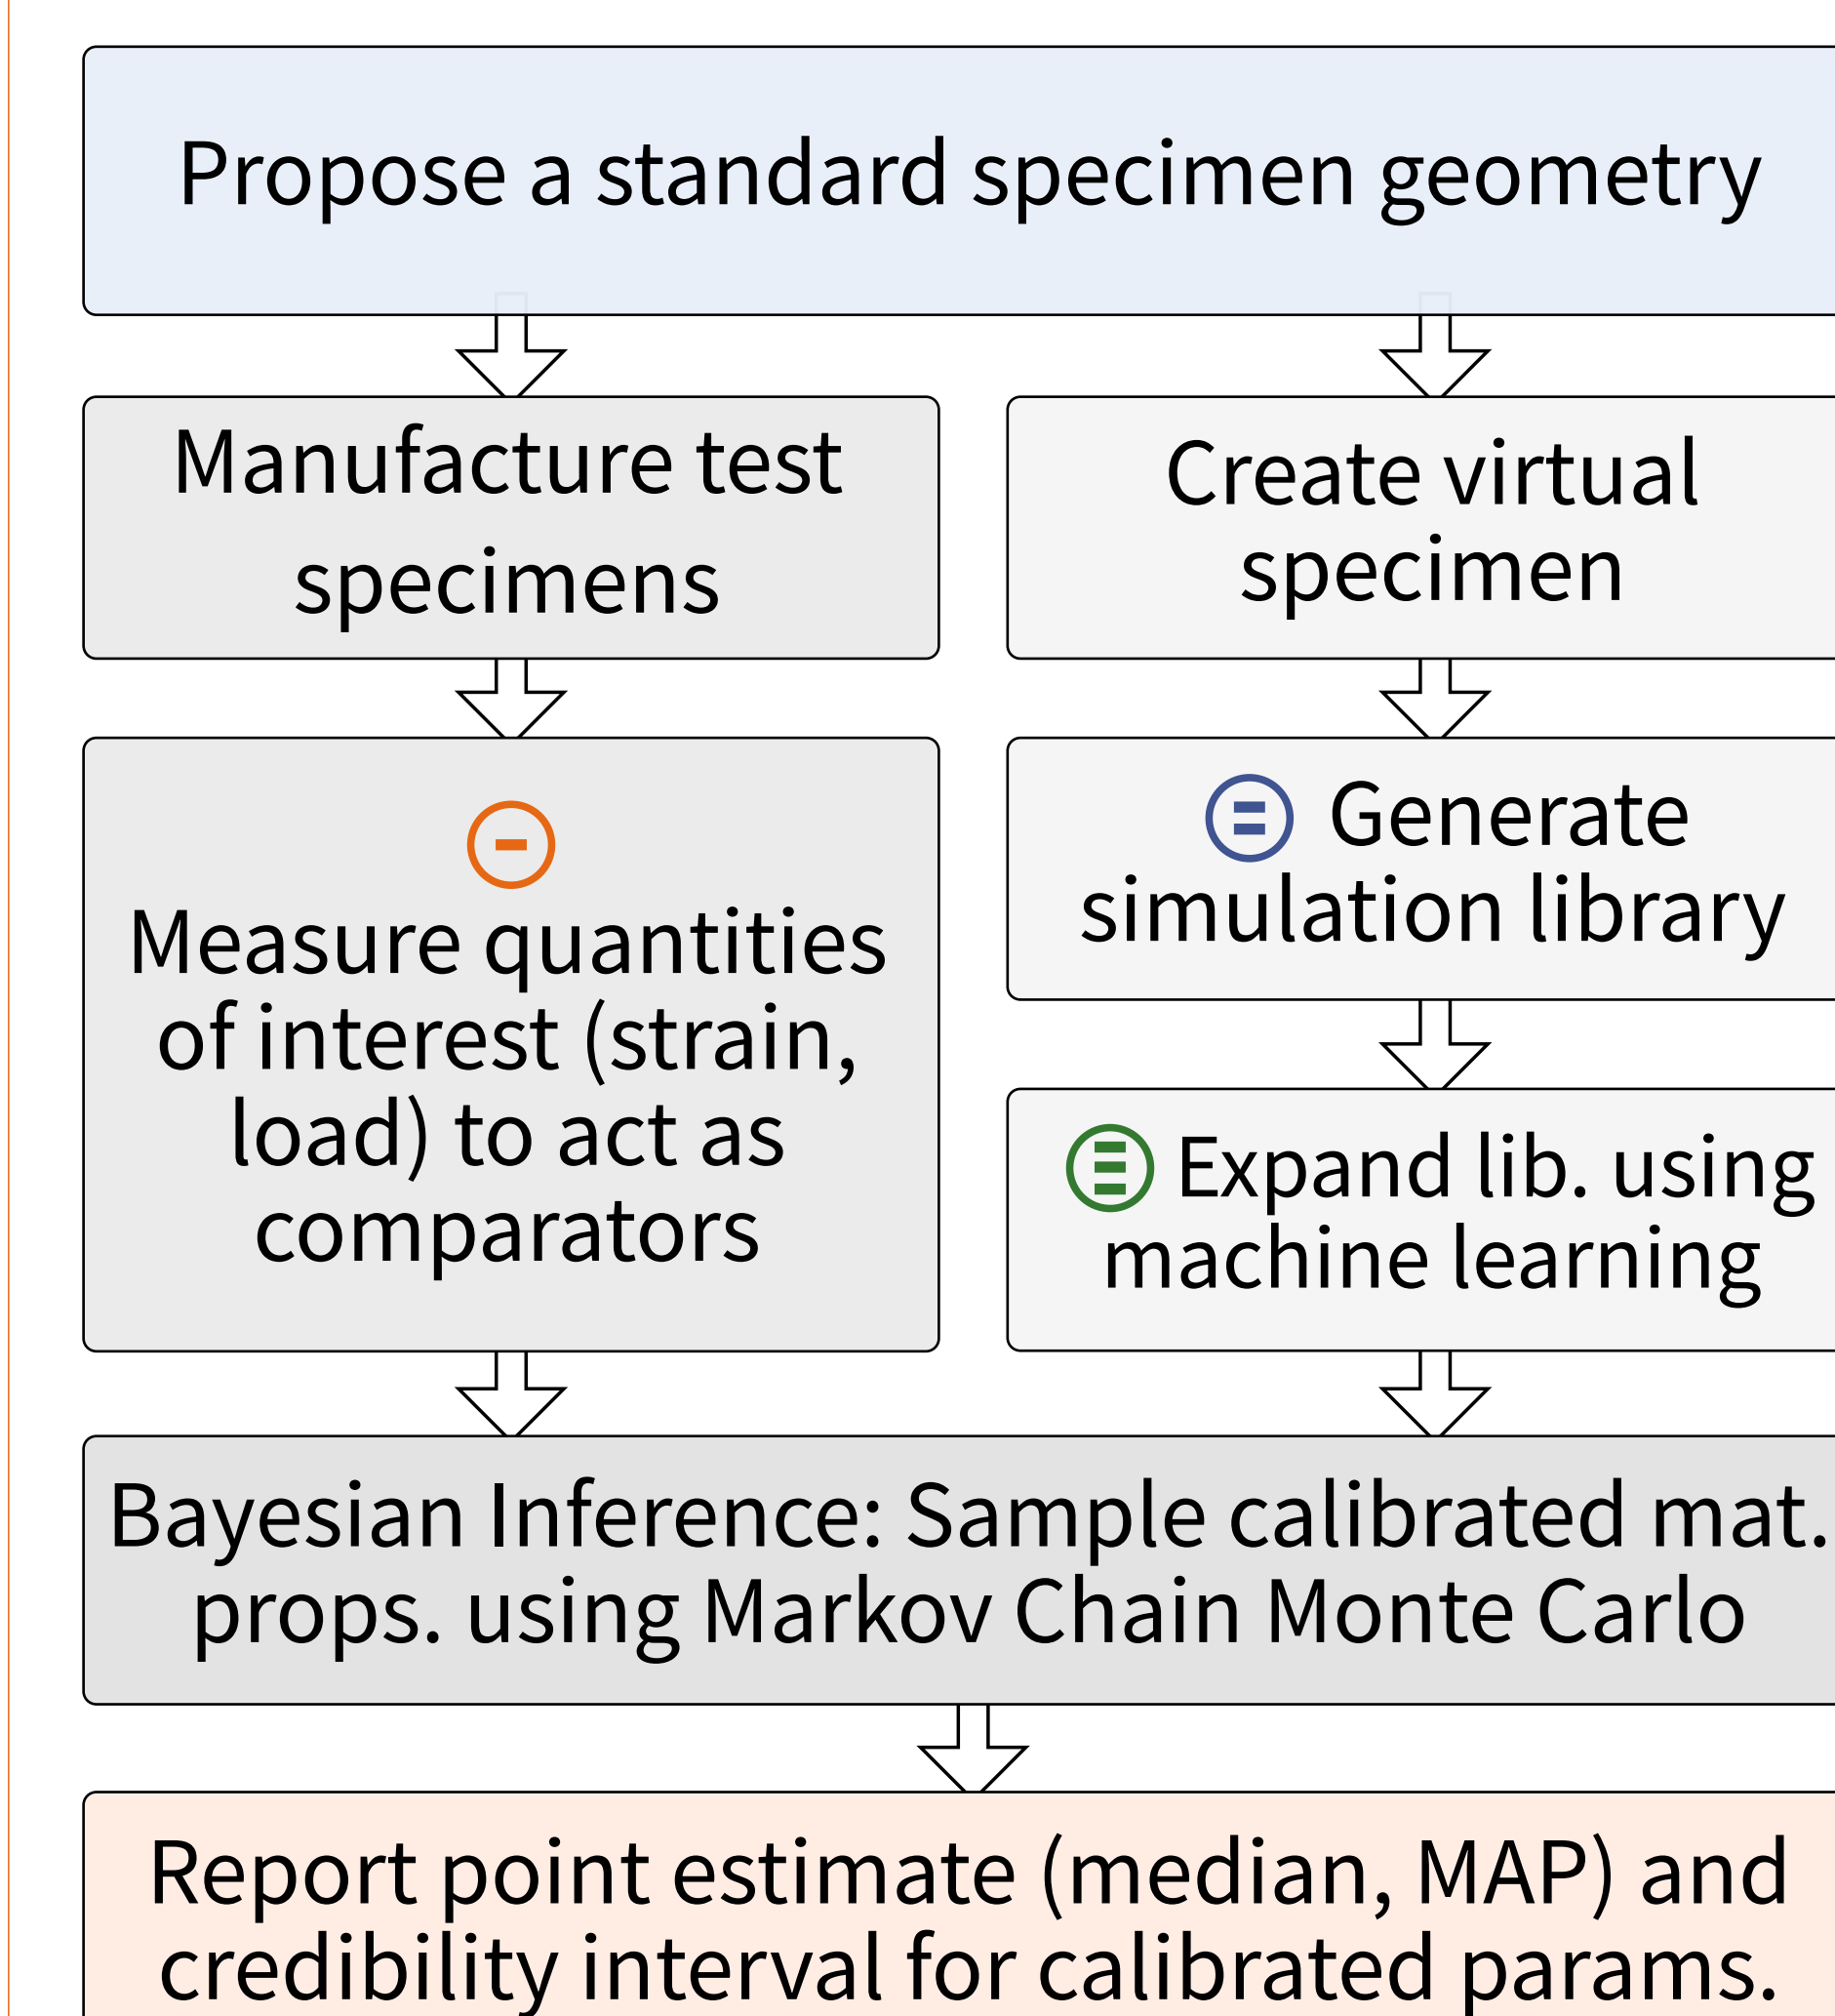 Propose a standard specimen geometry
Manufacture test
specimens
Create virtual
specimen
Measure quantities
of interest (strain,
load) to act as
comparators
Generate
simulation library
Expand lib. using
machine learning
Bayesian Inference: Sample calibrated mat.
props. using Markov Chain Monte Carlo
Report point estimate (median, MAP) and
credibility interval for calibrated params.